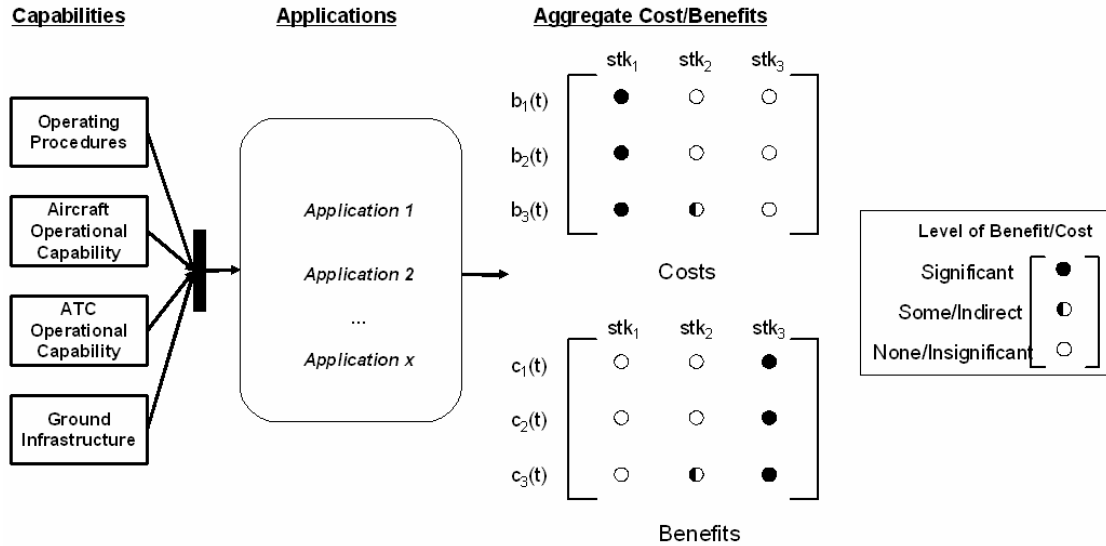 Capabilities
Applications
Aggregate Cost/Benefits
Operating
Procedures
Aircraft
Operational
Capability
ATC
Operational
Capability
Ground
Infrastructure
Application 1
Application 2
...
Application x
stk₁ stk₂ stk₃
b₁(t)
b₂(t)
b₃(t)
Costs
stk₁ stk₂ stk₃
c₁(t)
c₂(t)
c₃(t)
Benefits
Level of Benefit/Cost
Significant
Some/Indirect
None/Insignificant